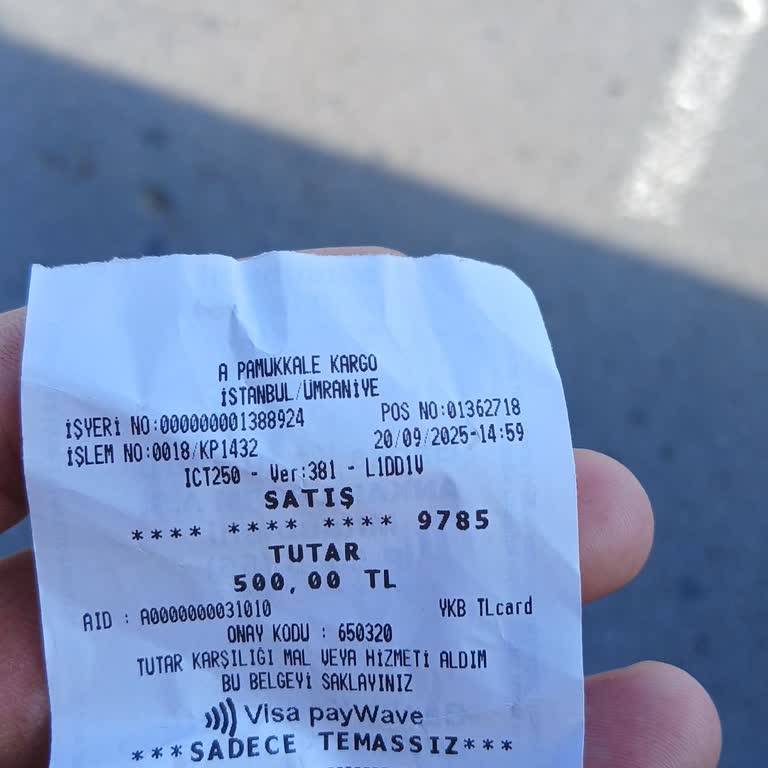 A PAMUKKALE KARGO
İSTANBUL/ÜMRANİYE
İŞYERİ NO:000000001388924 POS NO:01362718
İŞLEM NO:0018/KP1432 20/09/2025-14:59
ICT250 - Ver:381 - L1DD1V
SATIŞ
**** **** **** 9785
TUTAR
500,00 TL
AID : A0000000031010 YKB TLcard
ONAY KODU : 650320
TUTAR KARŞILIĞI MAL VEYA HİZMETİ ALDIM
BU BELGEYİ SAKLAYINIZ
Visa payWave
***SADECE TEMASSIZ***